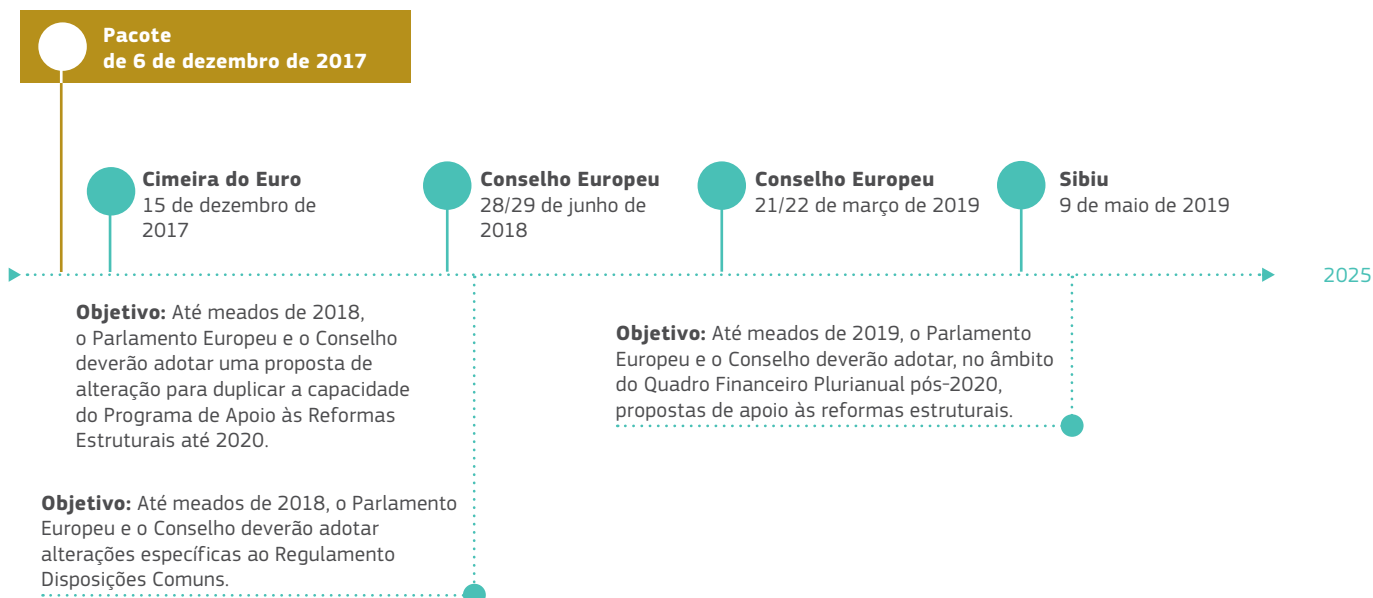 Pacote
de 6 de dezembro de 2017
Cimeira do Euro
15 de dezembro de
2017
Conselho Europeu
28/29 de junho de
2018
Conselho Europeu
21/22 de março de 2019
Sibiu
9 de maio de 2019
2025
Objetivo: Até meados de 2018,
o Parlamento Europeu e o Conselho
deverão adotar uma proposta de
alteração para duplicar a capacidade
do Programa de Apoio às Reformas
Estruturais até 2020.
Objetivo: Até meados de 2019, o Parlamento
Europeu e o Conselho deverão adotar, no âmbito
do Quadro Financeiro Plurianual pós-2020,
propostas de apoio às reformas estruturais.
Objetivo: Até meados de 2018, o Parlamento
Europeu e o Conselho deverão adotar
alterações específicas ao Regulamento
Disposições Comuns.